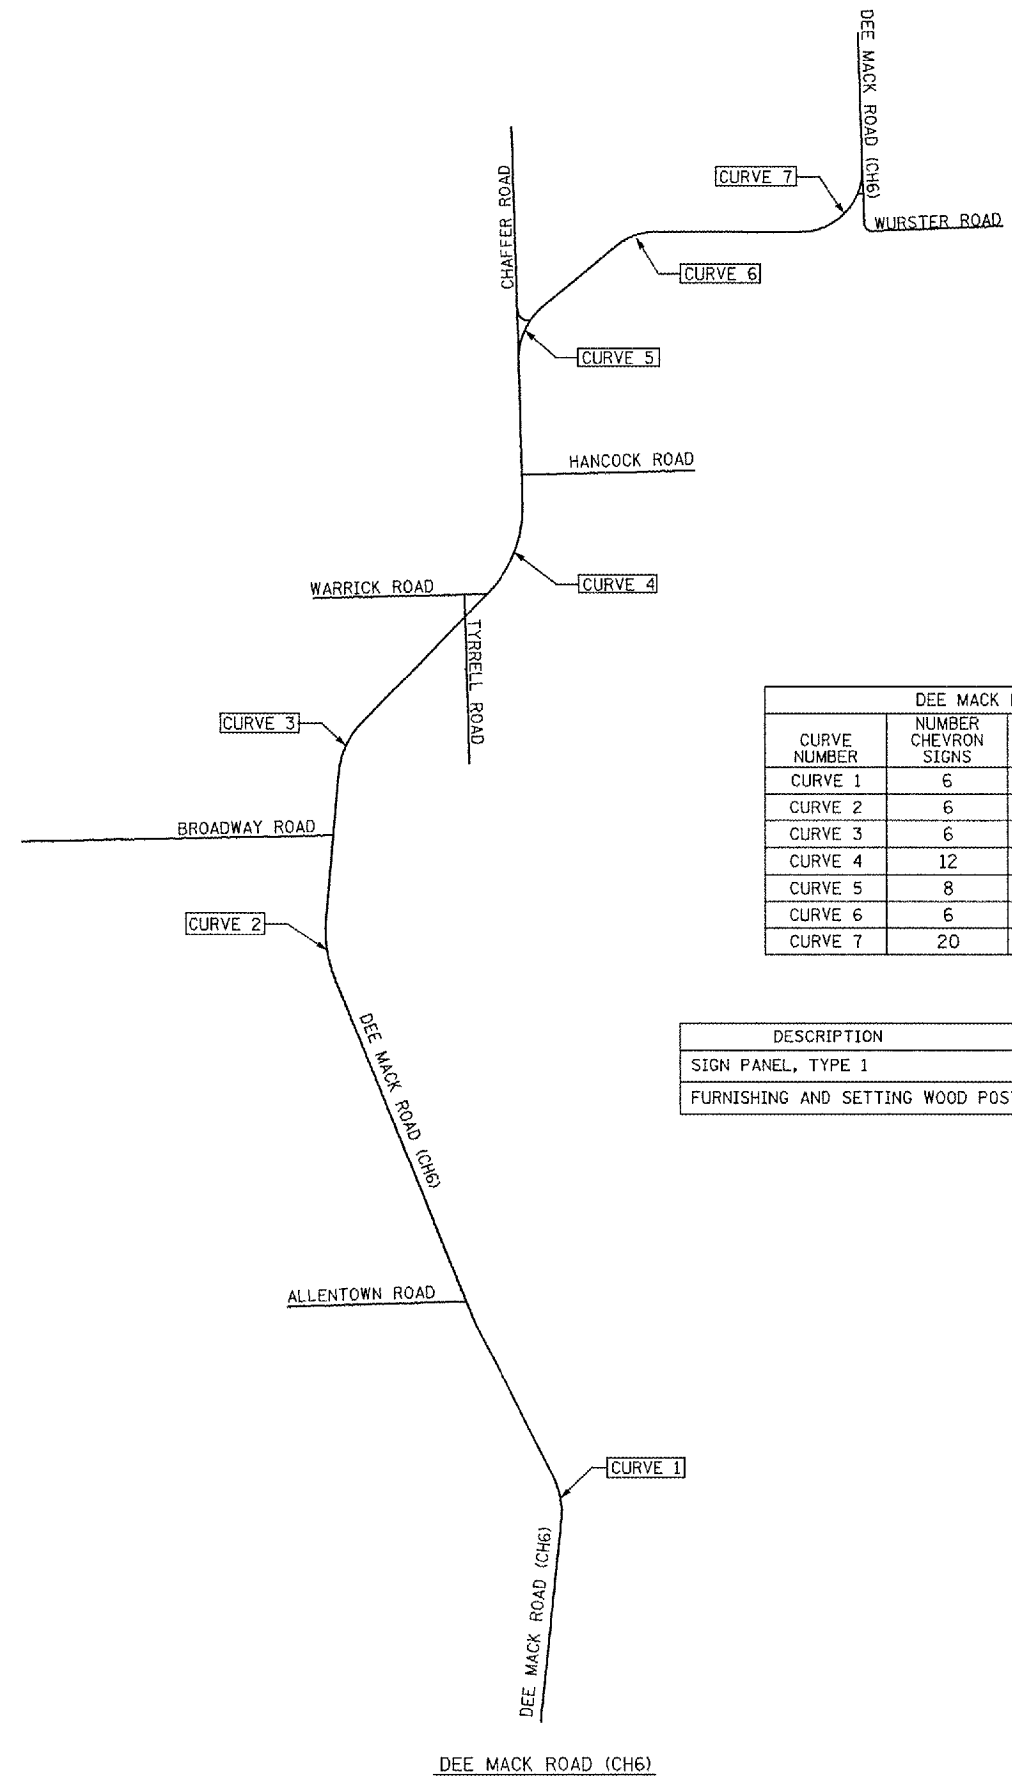 DEE MACK ROAD (CH6)
CHAFFER ROAD
CURVE 7
WURSTER ROAD
CURVE 6
CURVE 5
HANCOCK ROAD
CURVE 4
WARRICK ROAD
TYRRELL ROAD
CURVE 3
BROADWAY ROAD
CURVE 2
DEE MACK ROAD (CH6)
ALLENTOWN ROAD
CURVE 1
DEE MACK ROAD (CH6)
DEE MACK ROAD (CH6)
DEE MACK
CURVE NUMBER
NUMBER CHEVRON SIGNS
CURVE 1 6
CURVE 2 6
CURVE 3 6
CURVE 4 12
CURVE 5 8
CURVE 6 6
CURVE 7 20
DESCRIPTION
SIGN PANEL, TYPE 1
FURNISHING AND SETTING WOOD POST